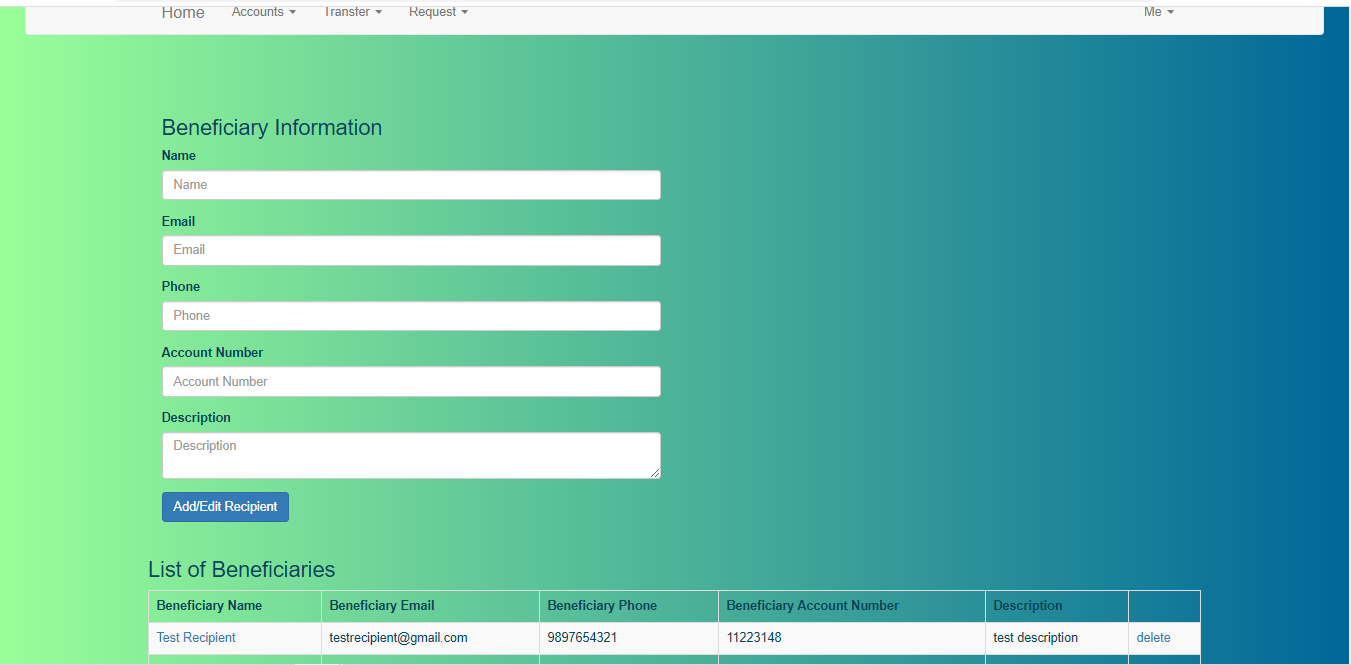 Home Accounts Transfer Request Me
Beneficiary Information
Name
Name
Email
Email
Phone
Phone
Account Number
Account Number
Description
Description
Add/Edit Recipient
List of Beneficiaries
Beneficiary Name Beneficiary Email Beneficiary Phone Beneficiary Account Number Description
Test Recipient testrecipient@gmail.com 9897654321 11223148 test description delete